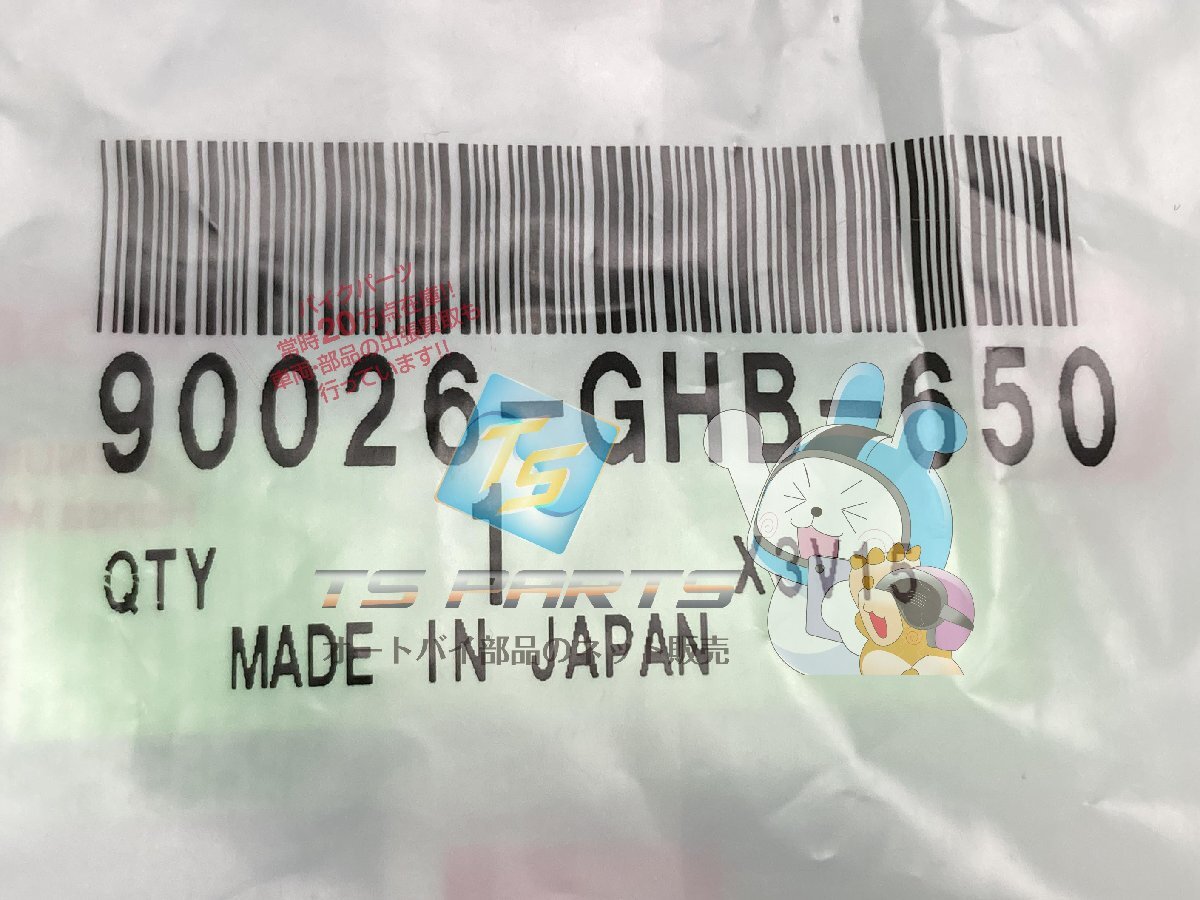 バイクパーツ
常時20万点在庫!!
車両・部品の出張買取も
行っています!!
90026-GHB-650
TS
QTY 1 X3V15
TS PARTS
MADE IN JAPAN
オートバイ部品のネット販売